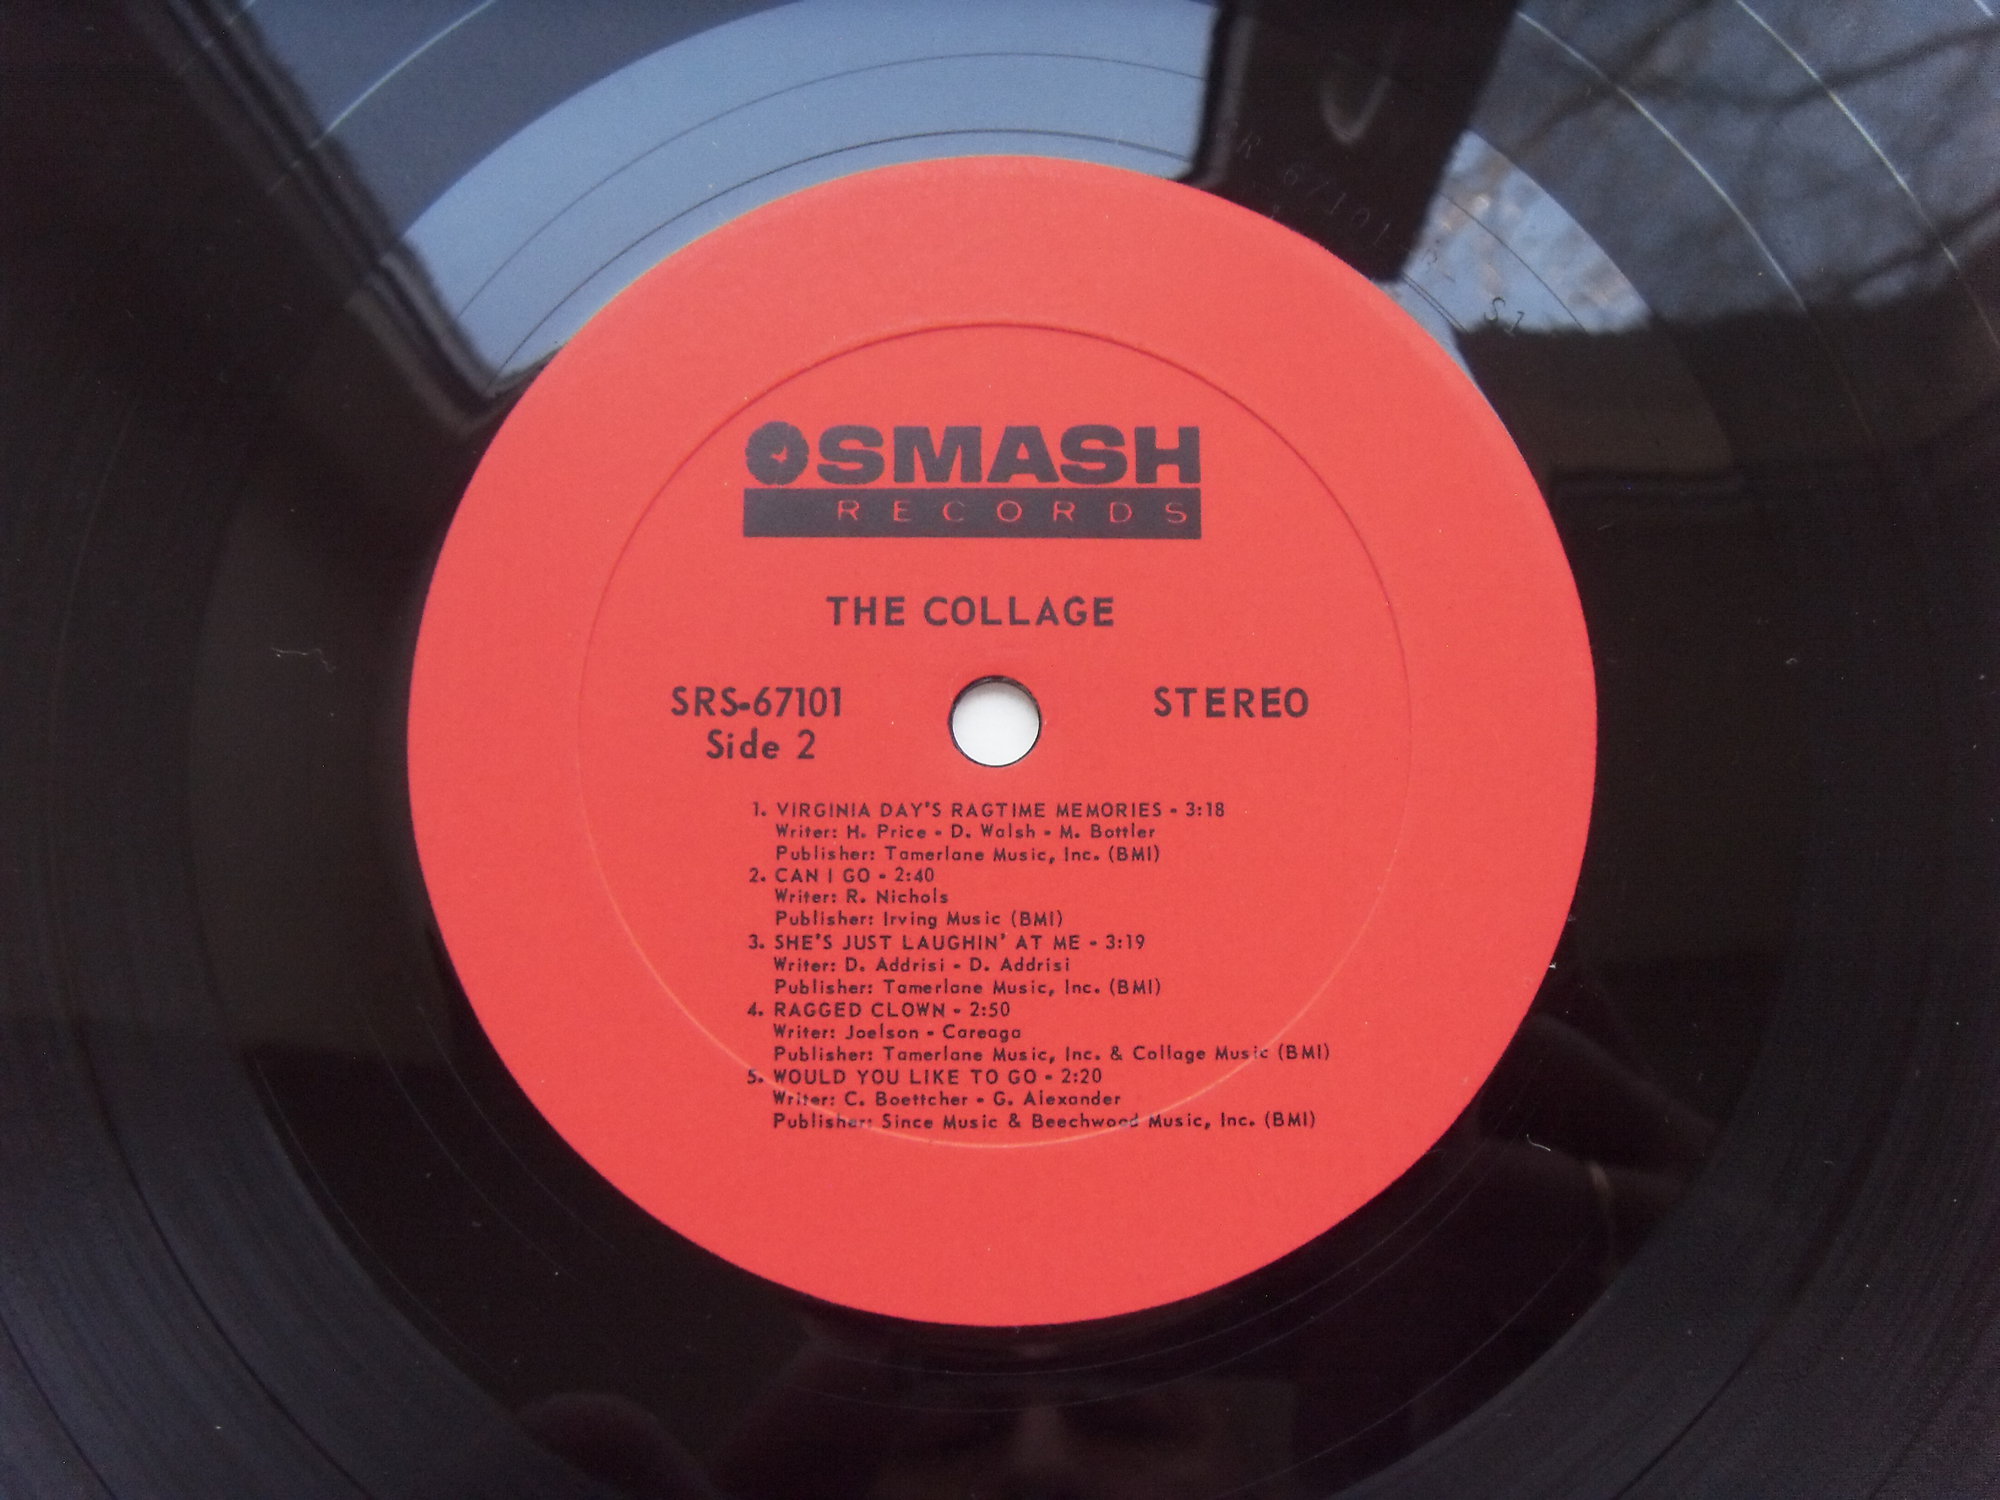 SMASH
RECORDS
THE COLLAGE
SRS-67101
Side 2
STEREO
1. VIRGINIA DAY'S RAGTIME MEMORIES - 3:18
Writer: H. Price - D. Walsh - M. Bottler
Publisher: Tamerlane Music, Inc. (BMI)
2. CAN I GO - 2:40
Writer: R. Nichols
Publisher: Irving Music (BMI)
3. SHE'S JUST LAUGHIN' AT ME - 3:19
Writer: D. Addrisi - D. Addrisi
Publisher: Tamerlane Music, Inc. (BMI)
4. RAGGED CLOWN - 2:50
Writer: Joelson - Careaga
Publisher: Tamerlane Music, Inc. & Collage Music (BMI)
5. WOULD YOU LIKE TO GO - 2:20
Writer: C. Boettcher - G. Alexander
Publisher: Since Music & Beechwood Music, Inc. (BMI)